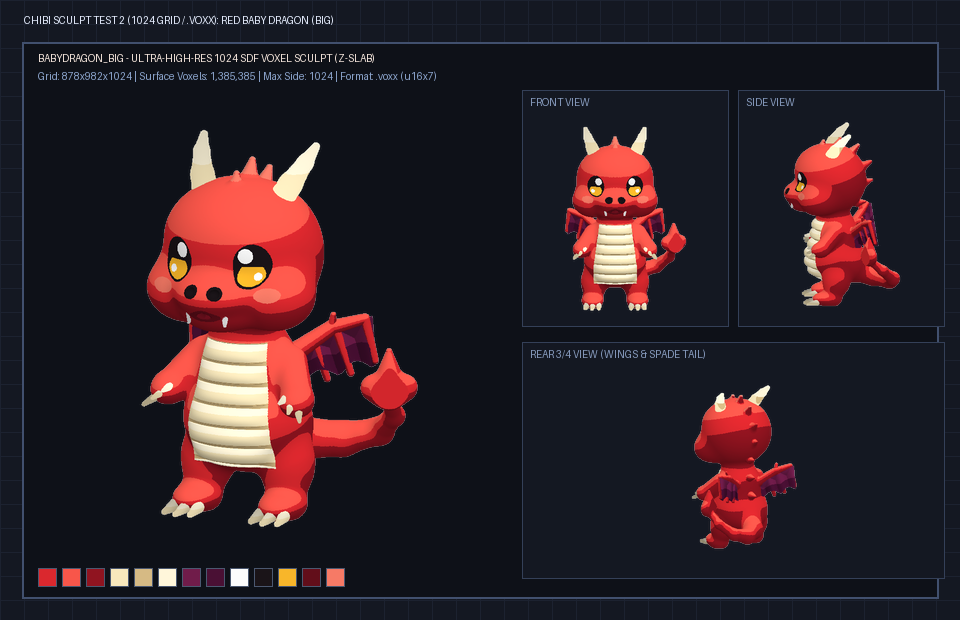 CHIBI SCULPT TEST 2 (1024 GRID / .VOXX): RED BABY DRAGON (BIG)
BABYDRAGON_BIG - ULTRA-HIGH-RES 1024 SDF VOXEL SCULPT (Z-SLAB)
Grid: 878x982x1024 | Surface Voxels: 1,385,385 | Max Side: 1024 | Format: .voxx (u16x7)
FRONT VIEW
SIDE VIEW
REAR 3/4 VIEW (WINGS & SPADE TAIL)